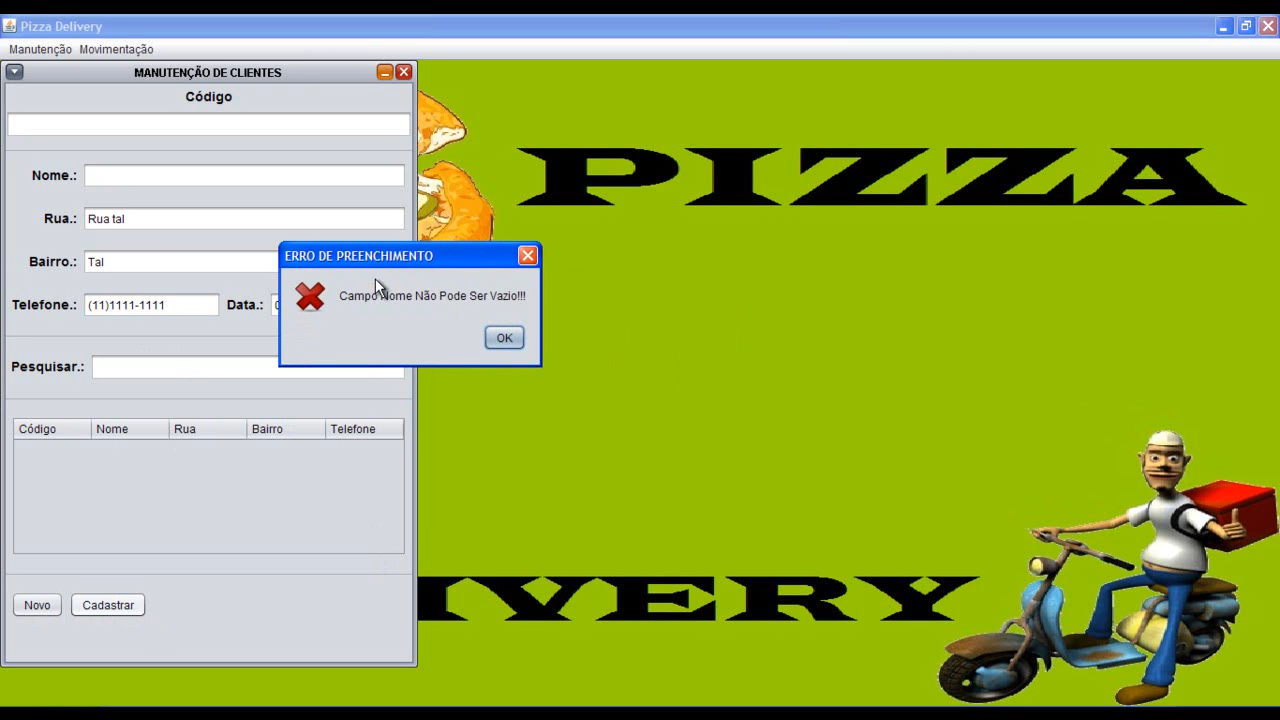 Pizza Delivery
Manutenção Movimentação
MANUTENÇÃO DE CLIENTES
Código
PIZZA
Nome.:
Rua.: Rua tal
Bairro.: Tal
ERRO DE PREENCHIMENTO
Campo Nome Não Pode Ser Vazio!!!
Telefone.: (11)1111-1111 Data.:
OK
Pesquisar.:
Código Nome Rua Bairro Telefone
IVERY
Novo Cadastrar